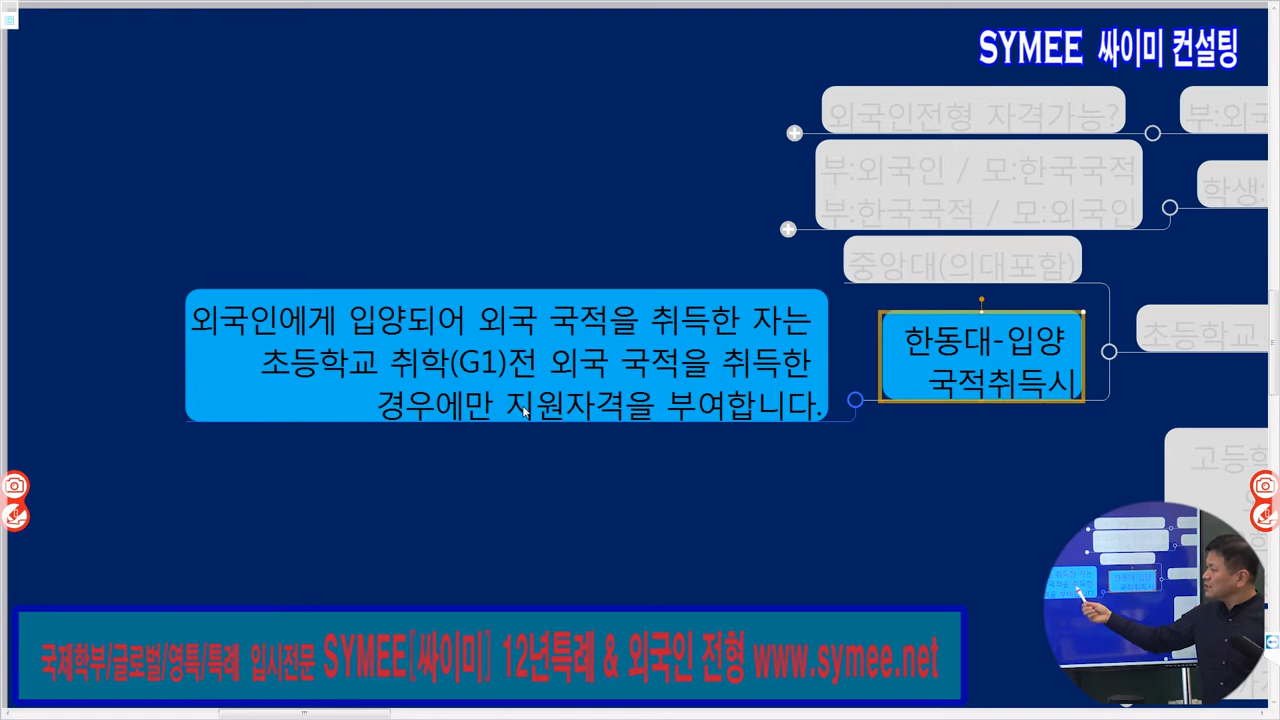 SYMEE 싸이미 컨설팅
외국인전형 자격가능?
부:외국
부:외국인 / 모:한국국적
부:한국국적 / 모:외국인
학생:
중앙대(의대포함)
외국인에게 입양되어 외국 국적을 취득한 자는
초등학교 취학(G1)전 외국 국적을 취득한
경우에만 지원자격을 부여합니다.
한동대-입양
국적취득시
초등학교
고등학
국제학부/글로벌/영특/특례 입시전문 SYMEE[싸이미] 12년특례 & 외국인 전형 www.symee.net